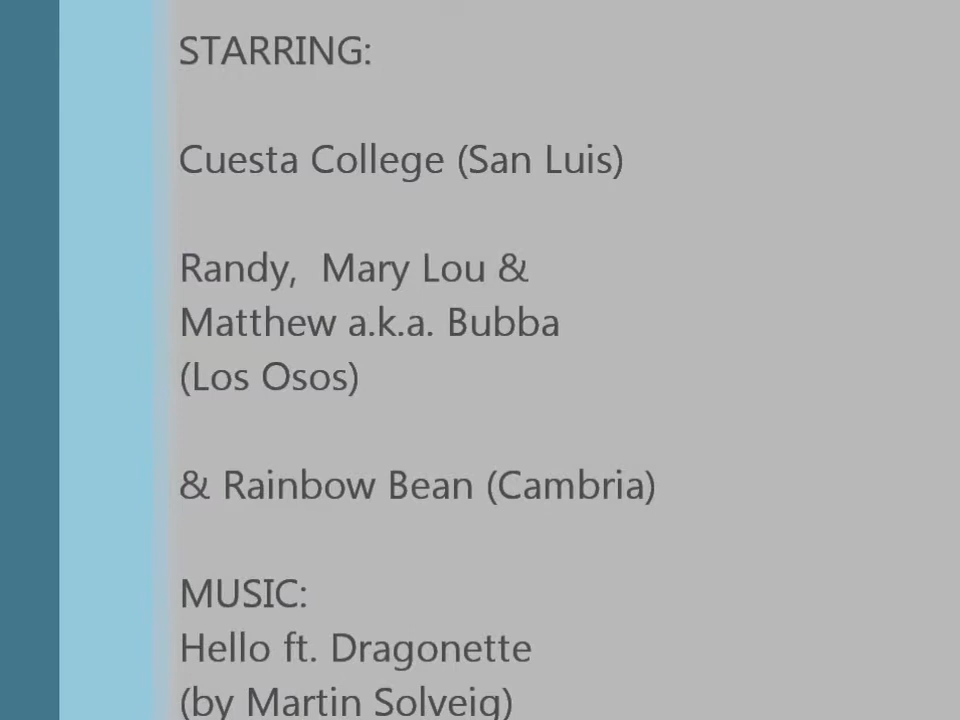 STARRING:
Cuesta College (San Luis)
Randy,  Mary Lou &
Matthew a.k.a. Bubba
(Los Osos)
& Rainbow Bean (Cambria)
MUSIC:
Hello ft. Dragonette
(by Martin Solveig)